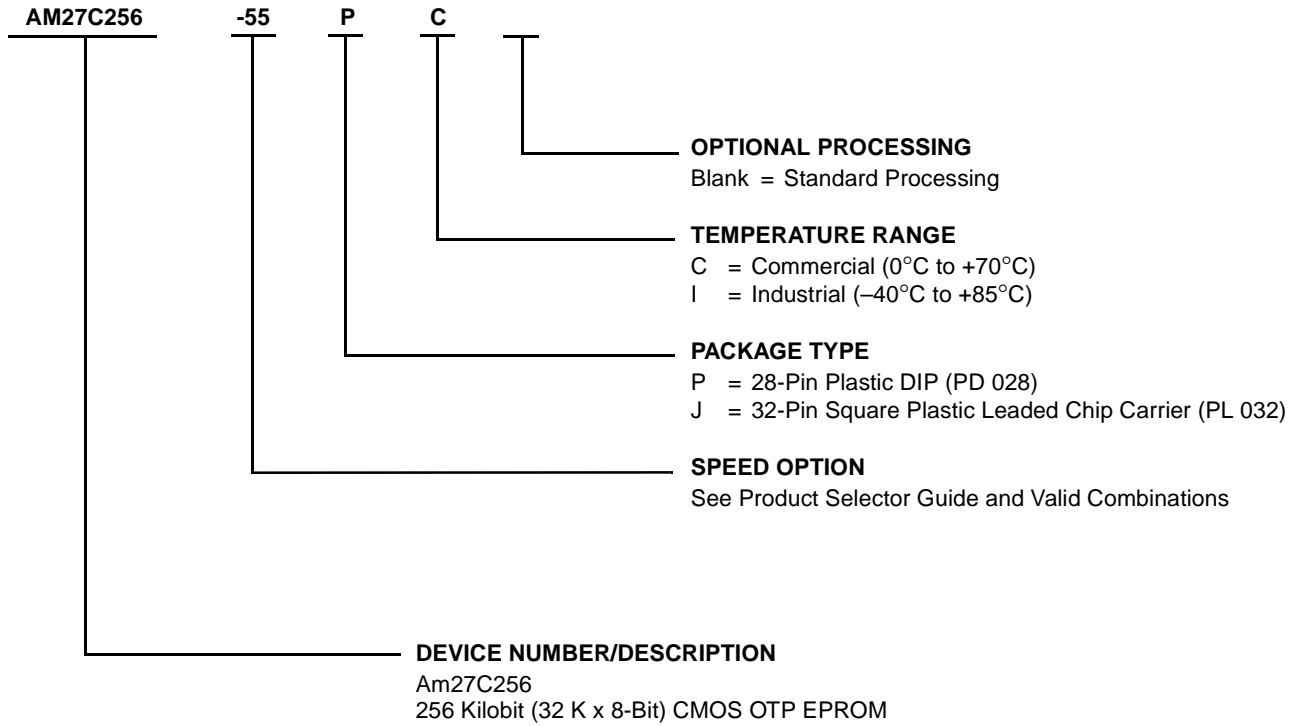 AM27C256 -55 P C
OPTIONAL PROCESSING
Blank = Standard Processing
TEMPERATURE RANGE
C = Commercial (0°C to +70°C)
I = Industrial (–40°C to +85°C)
PACKAGE TYPE
P = 28-Pin Plastic DIP (PD 028)
J = 32-Pin Square Plastic Leaded Chip Carrier (PL 032)
SPEED OPTION
See Product Selector Guide and Valid Combinations
DEVICE NUMBER/DESCRIPTION
Am27C256
256 Kilobit (32 K x 8-Bit) CMOS OTP EPROM